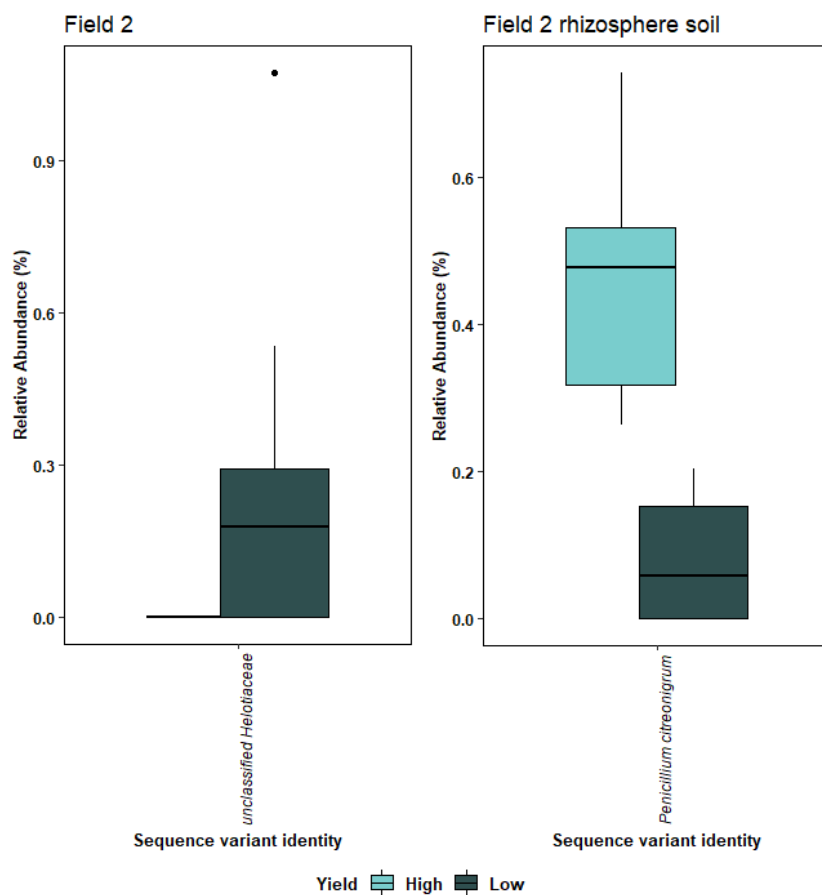 Field 2
Relative Abundance (%)
0.9
0.6
0.3
0.0
unclassified Helotiaceae
Sequence variant identity
Field 2 rhizosphere soil
Relative Abundance (%)
0.6
0.4
0.2
0.0
Penicillium citreonigrum
Sequence variant identity
Yield High Low